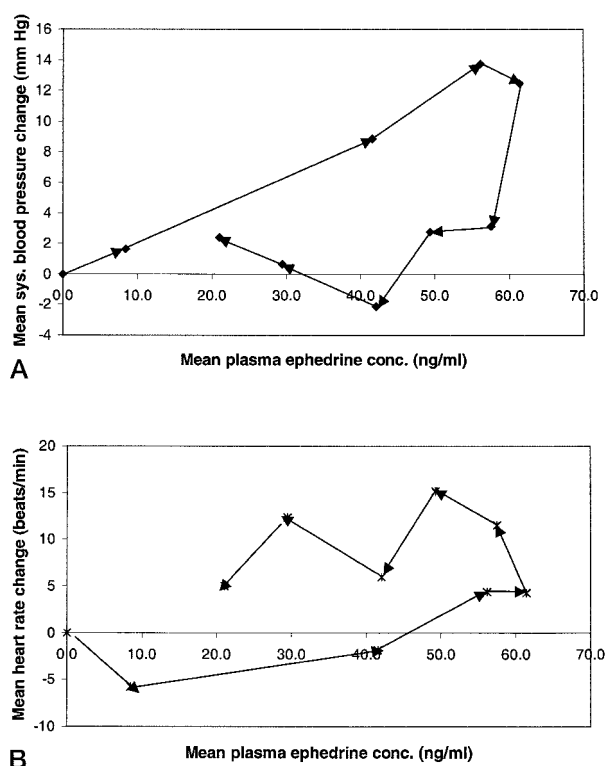 16
14
12
10
8
6
4
2
0
-2
-4
0.0 10.0 20.0 30.0 40.0 50.0 60.0 70.0
Mean sys. blood pressure change (mm Hg)
Mean plasma ephedrine conc. (ng/ml)
A
20
15
10
5
0
-5
-10
0.0 10.0 20.0 30.0 40.0 50.0 60.0 70.0
Mean heart rate change (beats/min)
Mean plasma ephedrine conc. (ng/ml)
B